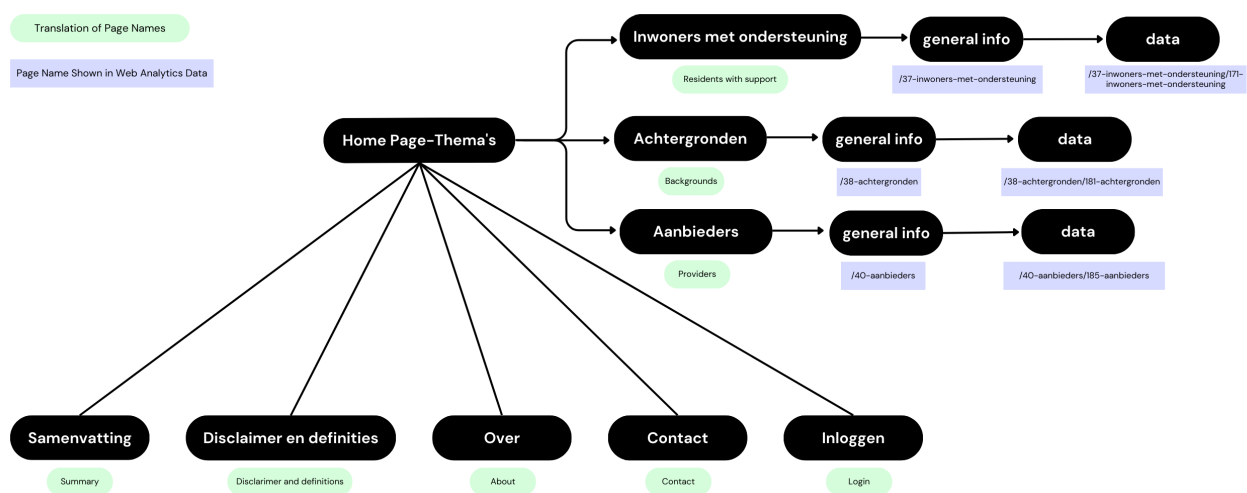 Translation of Page Names
Page Name Shown in Web Analytics Data
Home Page-Thema's
Inwoners met ondersteuning
Residents with support
general info
/37-inwoners-met-ondersteuning
data
/37-inwoners-met-ondersteuning/171-
inwoners-met-ondersteuning
Achtergronden
Backgrounds
general info
/38-achtergronden
data
/38-achtergronden/181-achtergronden
Aanbieders
Providers
general info
/40-aanbieders
data
/40-aanbieders/185-aanbieders
Samenvatting
Summary
Disclaimer en definities
Disclarimer and definitions
Over
About
Contact
Contact
Inloggen
Login